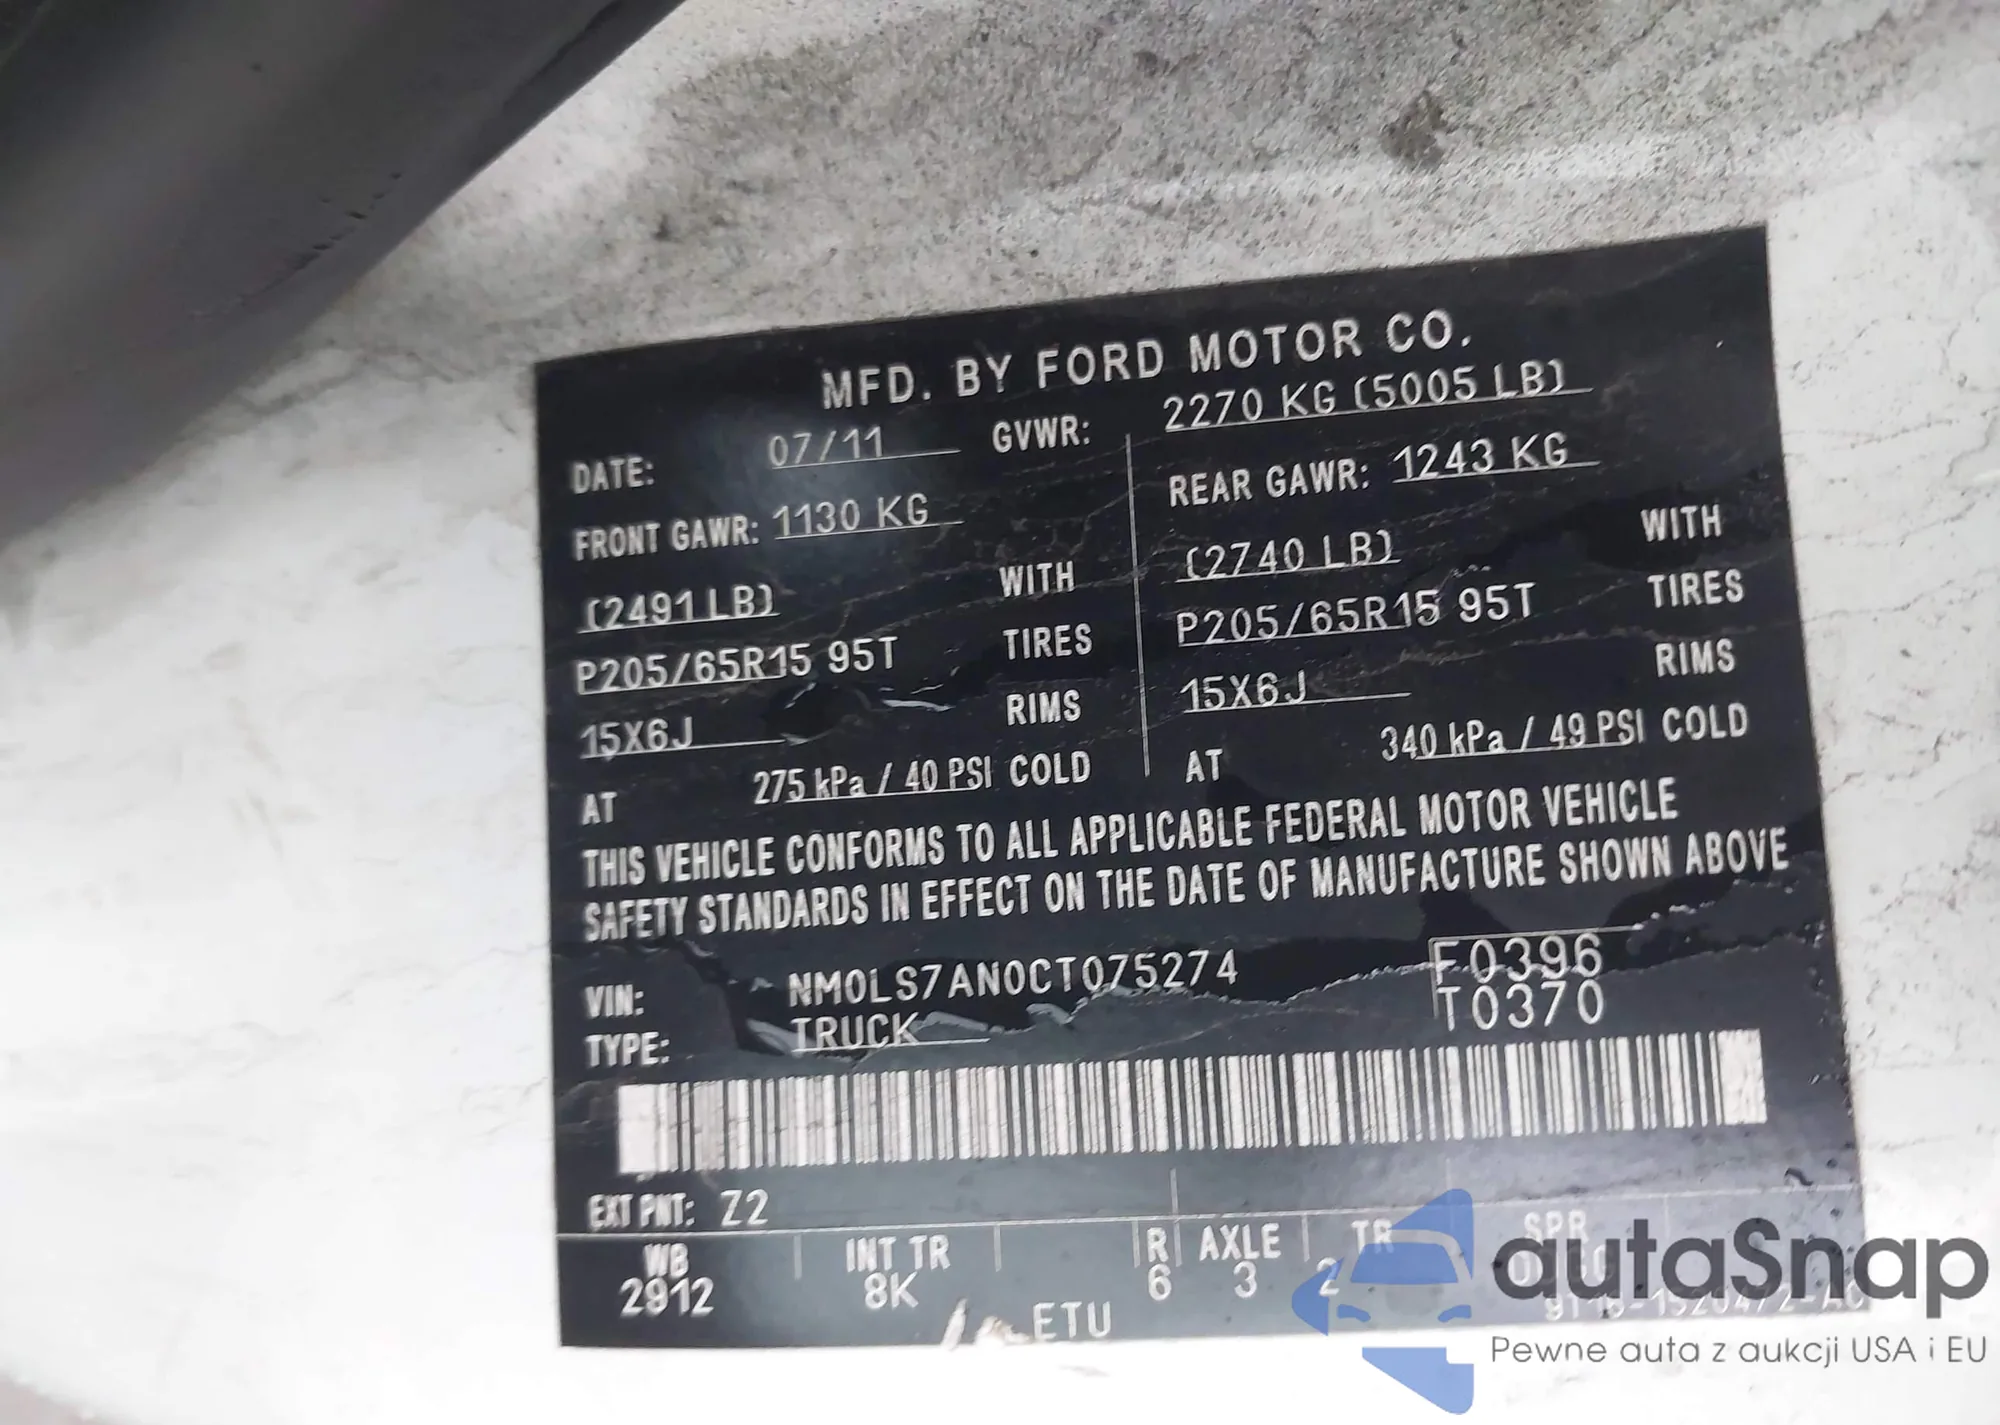 MFD. BY FORD MOTOR CO.
DATE: 07/11 GVWR: 2270 KG (5005 LB)
FRONT GAWR: 1130 KG REAR GAWR: 1243 KG
(2491 LB) WITH (2740 LB) WITH
P205/65R15 95T TIRES P205/65R15 95T TIRES
15X6J RIMS 15X6J RIMS
AT 275 kPa / 40 PSI COLD AT 340 kPa / 49 PSI COLD
THIS VEHICLE CONFORMS TO ALL APPLICABLE FEDERAL MOTOR VEHICLE
SAFETY STANDARDS IN EFFECT ON THE DATE OF MANUFACTURE SHOWN ABOVE
VIN: NM0LS7AN0CT075274 F0396
TYPE: TRUCK T0370
EXT PNT: Z2
WB INT TR R AXLE TR SPR
2912 8K 6 3 2
ETU
autaSnap
Pewne auta z aukcji USA i EU